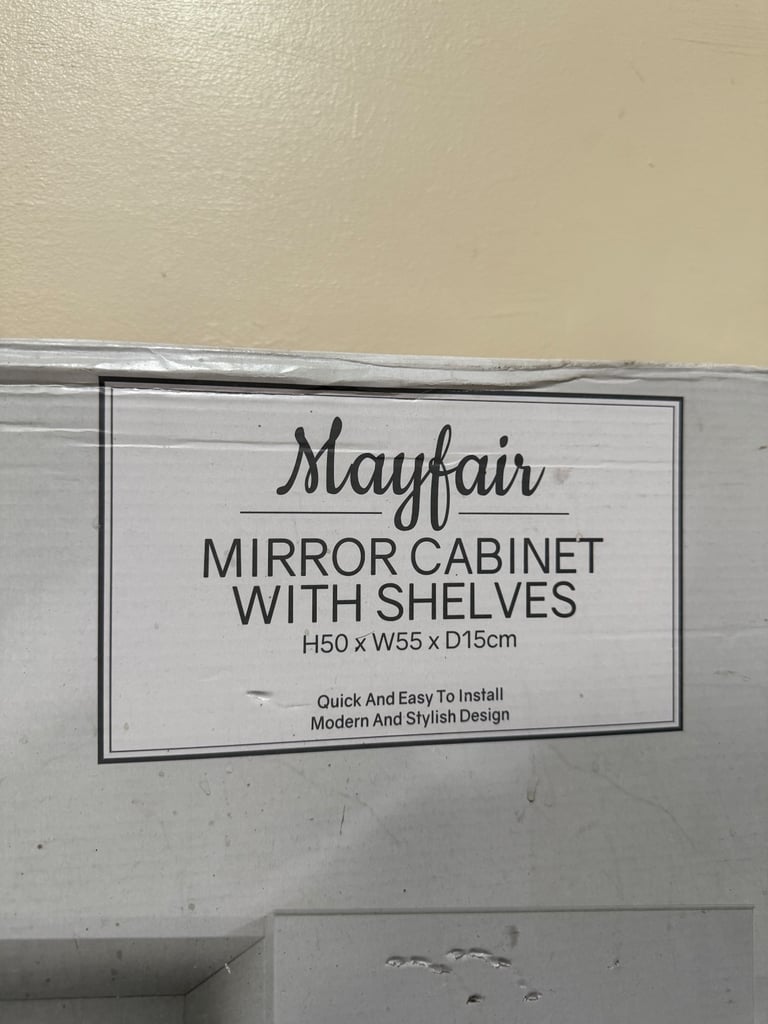 Mayfair
MIRROR CABINET
WITH SHELVES
H50 x W55 x D15cm
Quick And Easy To Install
Modern And Stylish Design